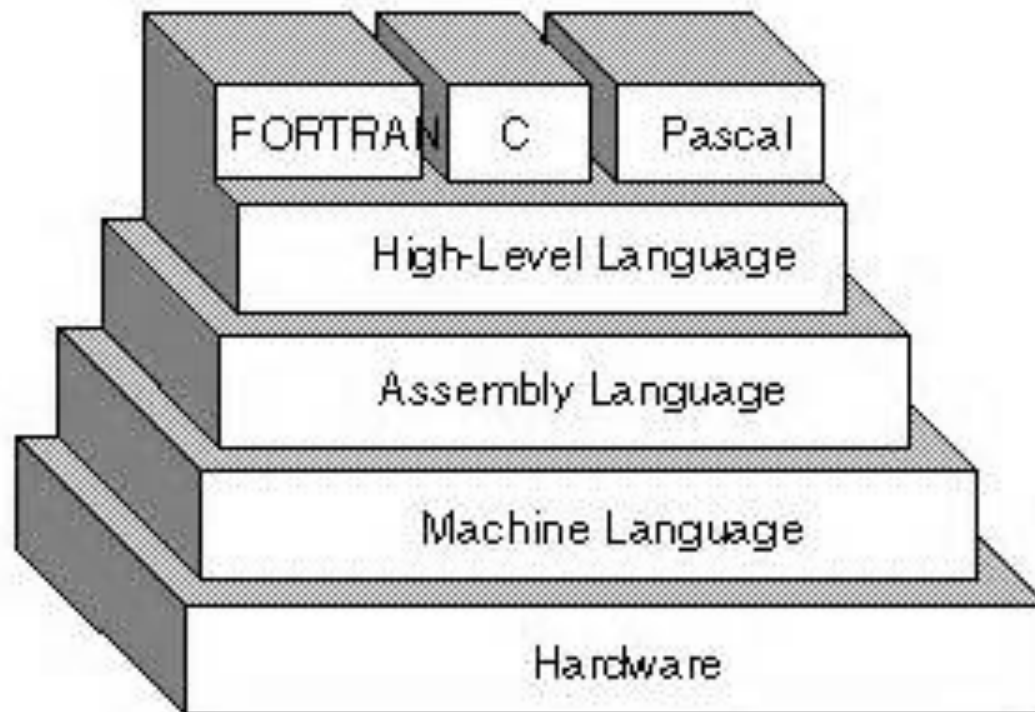 FORTRAN C Pascal
High-Level Language
Assembly Language
Machine Language
Hardware